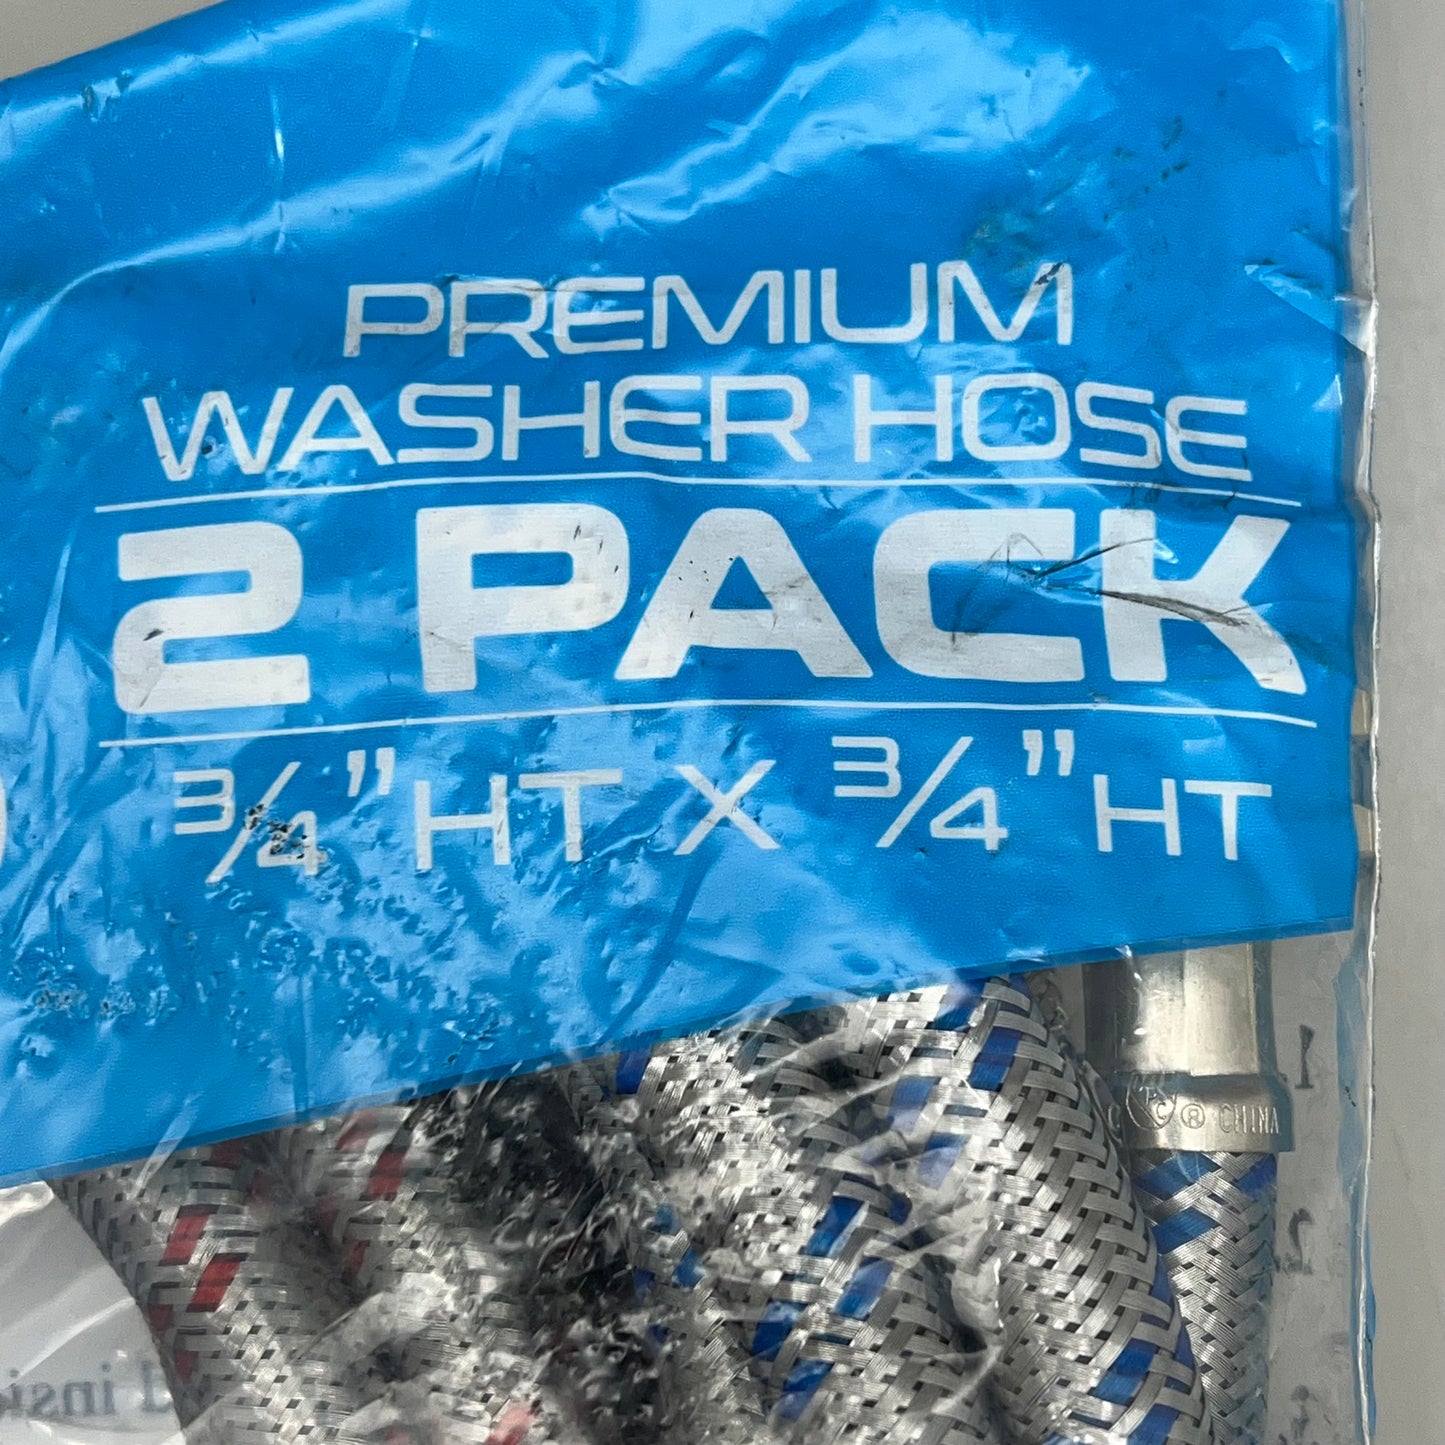 PREMIUM
WASHER HOSE
2 PACK
3/4" HT X 3/4" HT
® CHINA